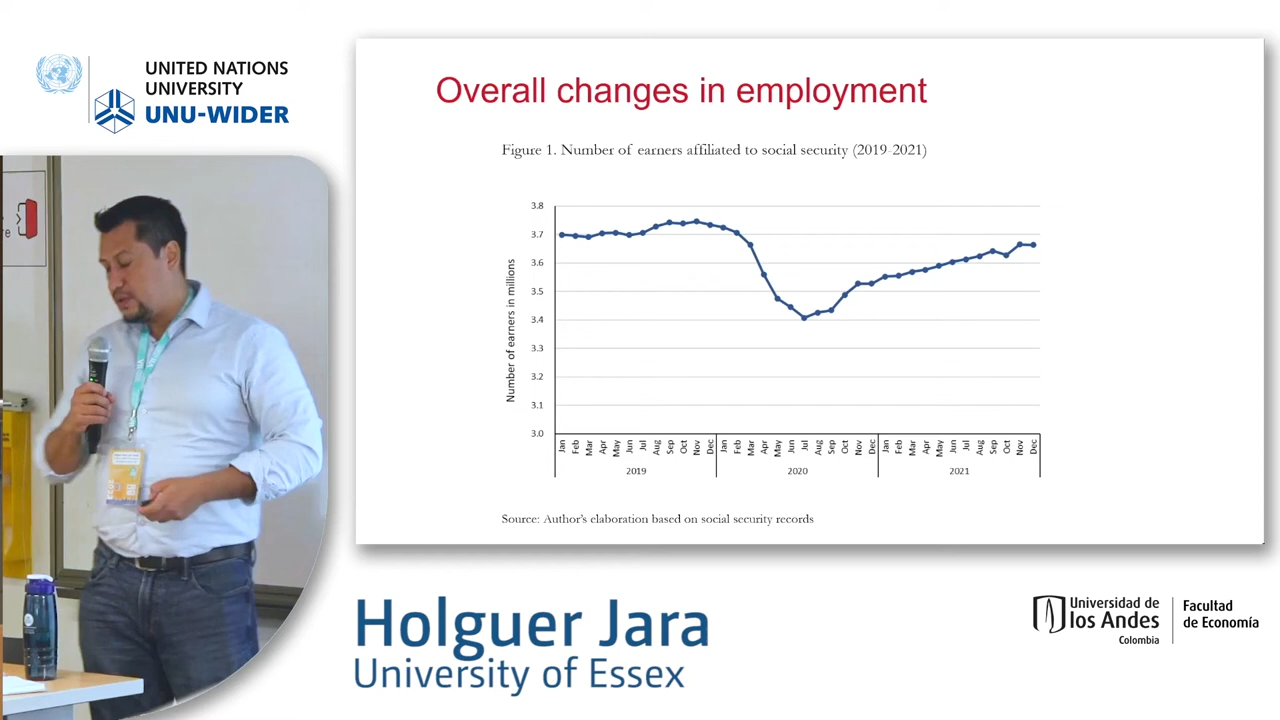 UNITED NATIONS
UNIVERSITY
UNU-WIDER
Overall changes in employment
Figure 1. Number of earners affiliated to social security (2019-2021)
Number of earners in millions
3.8
3.7
3.6
3.5
3.4
3.3
3.2
3.1
3.0
Jan Feb Mar Apr May Jun Jul Aug Sep Oct Nov Dec Jan Feb Mar Apr May Jun Jul Aug Sep Oct Nov Dec Jan Feb Mar Apr May Jun Jul Aug Sep Oct Nov Dec
2019 2020 2021
Source: Author's elaboration based on social security records
Holguer Jara
University of Essex
Universidad de
los Andes
Colombia
Facultad
de Economía